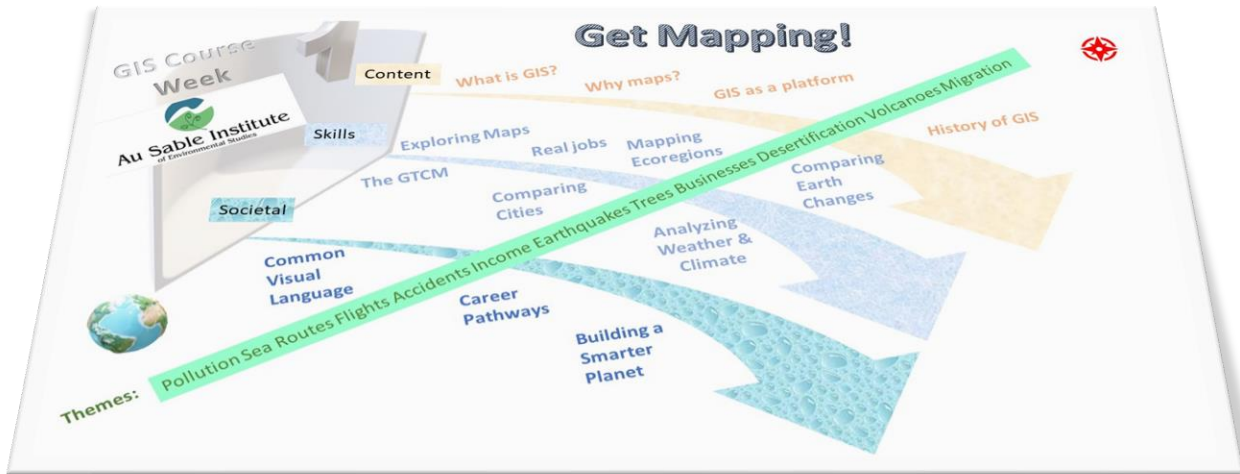 Get Mapping!
GIS Course
Week
1
Au Sable Institute
of Environmental Studies
Content
What is GIS?
Why maps?
GIS as a platform
History of GIS
Skills
Exploring Maps
Real jobs
Mapping
Ecoregions
The GTCM
Comparing
Cities
Comparing
Earth
Changes
Analyzing
Weather &
Climate
Societal
Common
Visual
Language
Career
Pathways
Building a
Smarter
Planet
Themes:
Pollution Sea Routes Flights Accidents Income Earthquakes Trees Businesses Desertification Volcanoes Migration